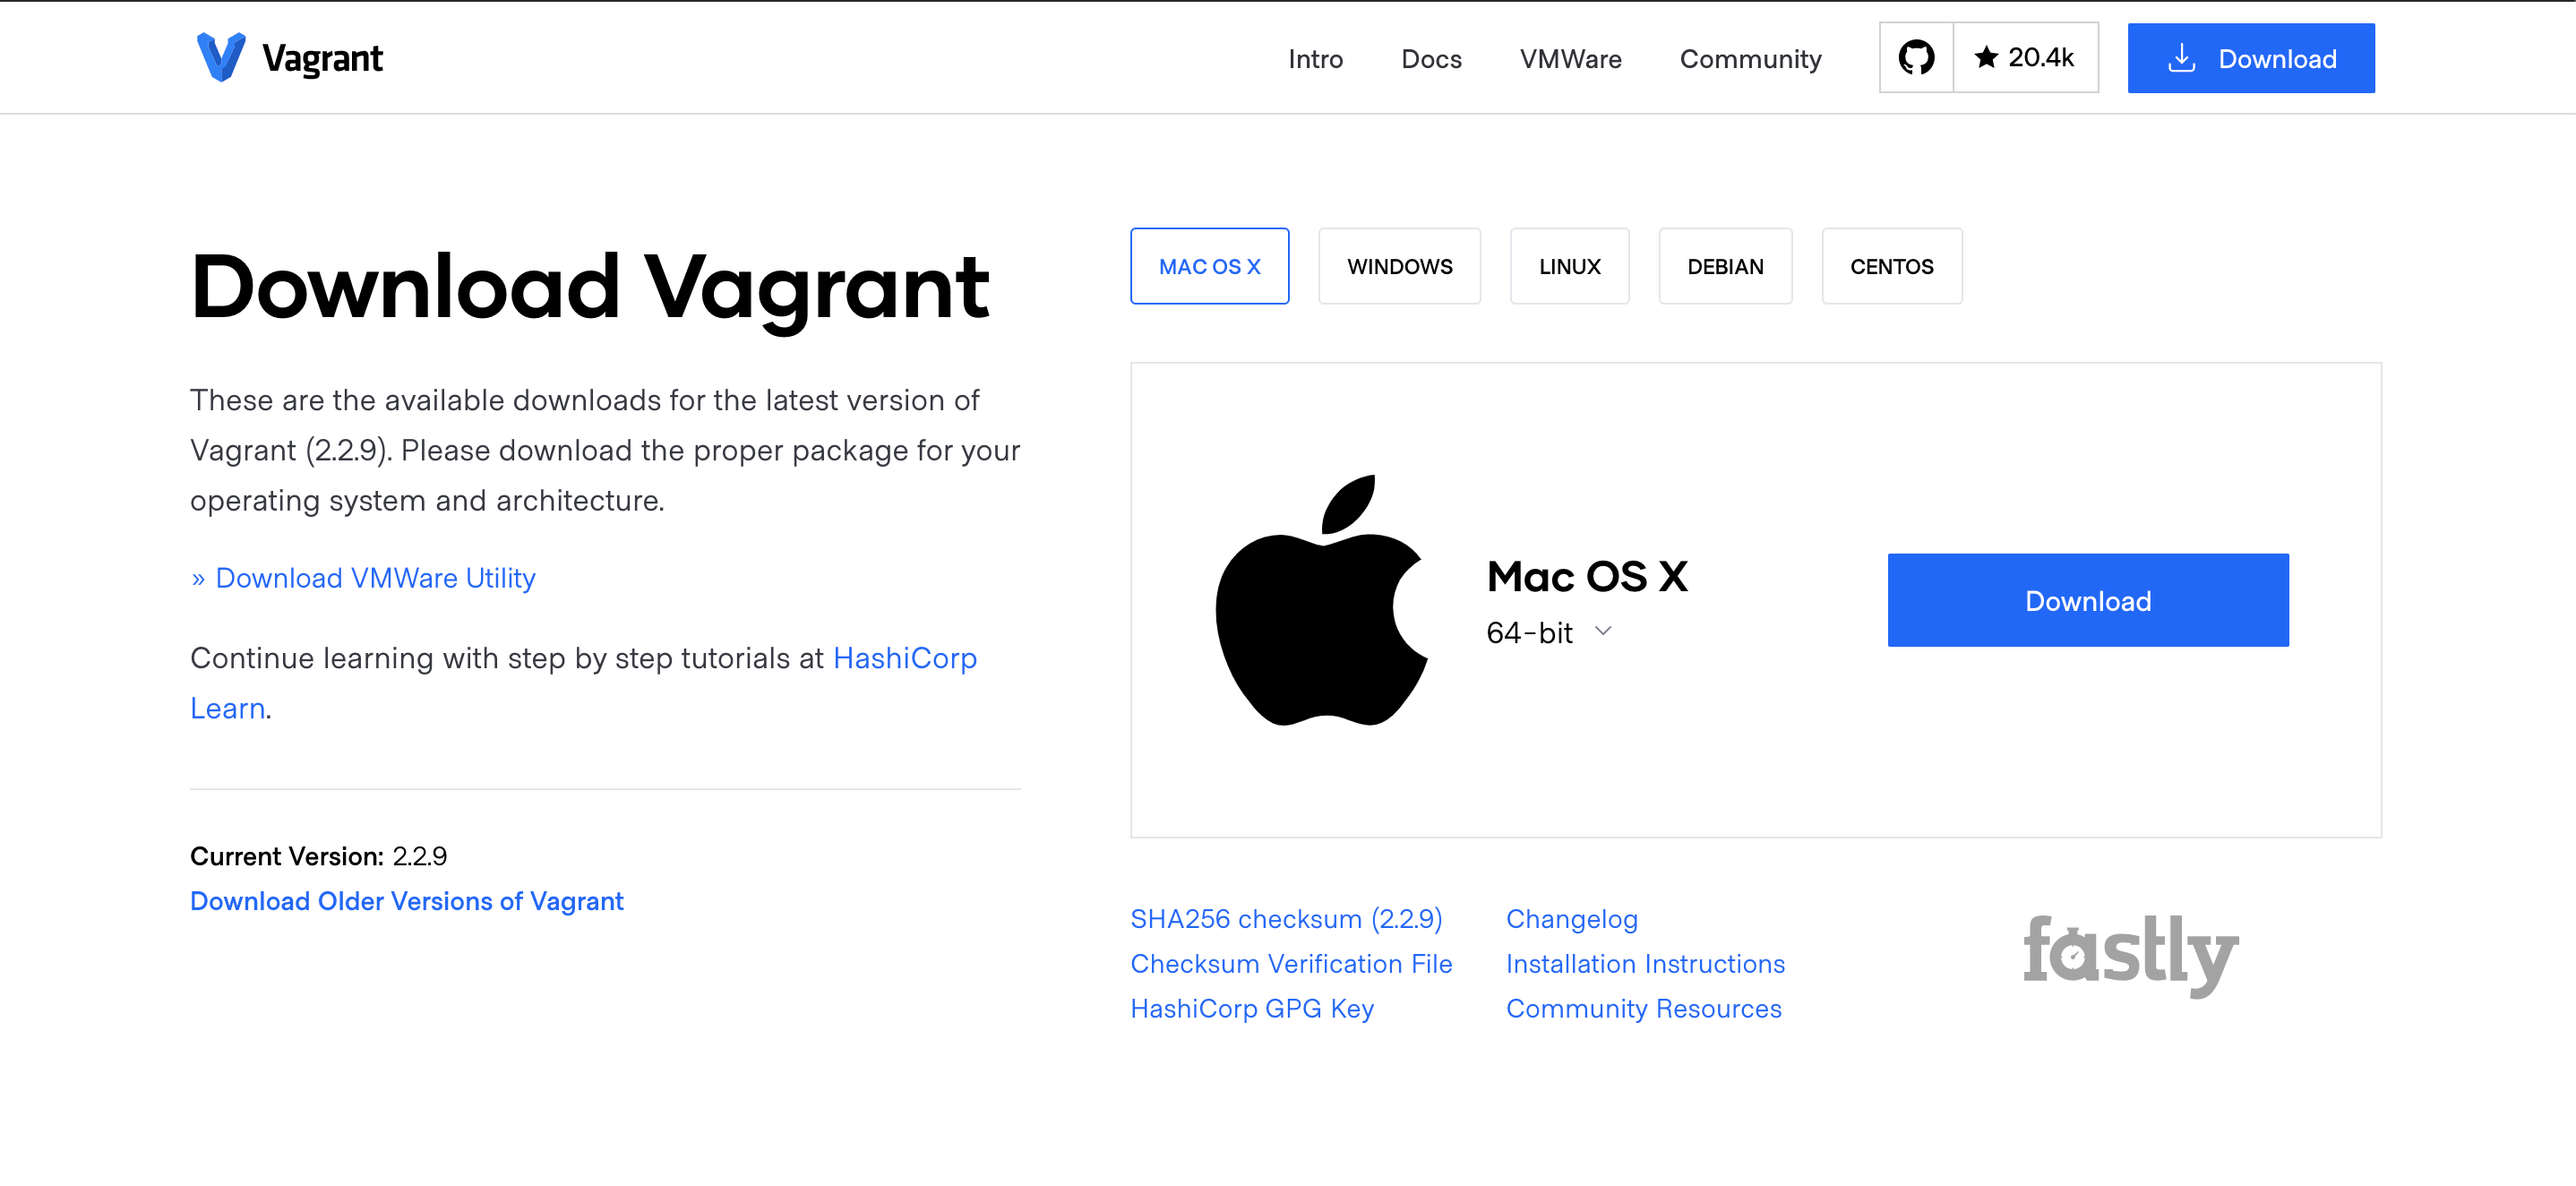 Vagrant
Intro
Docs
VMWare
Community
20.4k
Download
Download Vagrant
These are the available downloads for the latest version of
Vagrant (2.2.9). Please download the proper package for your
operating system and architecture.
» Download VMWare Utility
Continue learning with step by step tutorials at HashiCorp
Learn.
Current Version: 2.2.9
Download Older Versions of Vagrant
MAC OS X
WINDOWS
LINUX
DEBIAN
CENTOS
Mac OS X
64-bit
Download
SHA256 checksum (2.2.9)
Checksum Verification File
HashiCorp GPG Key
Changelog
Installation Instructions
Community Resources
fastly